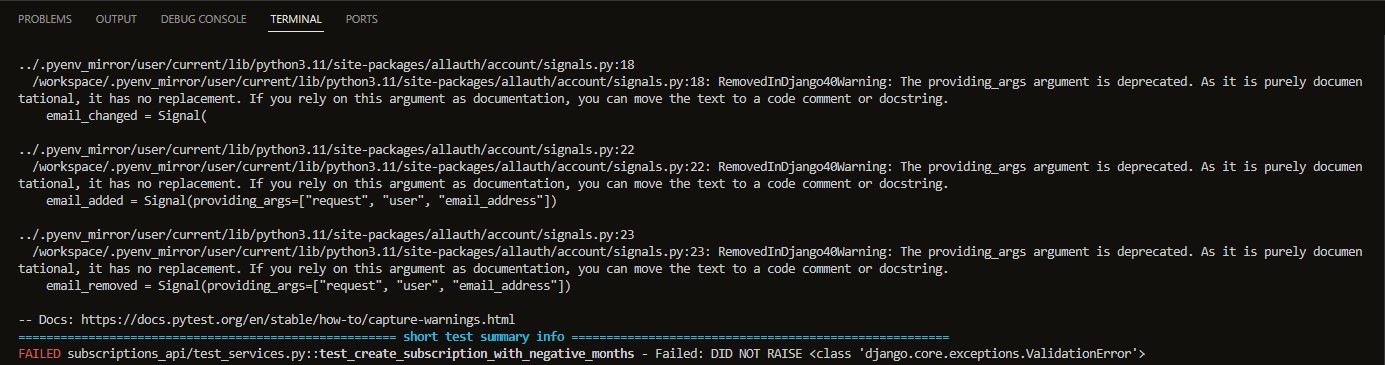 PROBLEMS OUTPUT DEBUG CONSOLE TERMINAL PORTS
../.pyenv_mirror/user/current/lib/python3.11/site-packages/allauth/account/signals.py:18
/workspace/.pyenv_mirror/user/current/lib/python3.11/site-packages/allauth/account/signals.py:18: RemovedInDjango40Warning: The providing_args argument is deprecated. As it is purely documen
tational, it has no replacement. If you rely on this argument as documentation, you can move the text to a code comment or docstring.
email_changed = Signal(
../.pyenv_mirror/user/current/lib/python3.11/site-packages/allauth/account/signals.py:22
/workspace/.pyenv_mirror/user/current/lib/python3.11/site-packages/allauth/account/signals.py:22: RemovedInDjango40Warning: The providing_args argument is deprecated. As it is purely documen
tational, it has no replacement. If you rely on this argument as documentation, you can move the text to a code comment or docstring.
email_added = Signal(providing_args=["request", "user", "email_address"])
../.pyenv_mirror/user/current/lib/python3.11/site-packages/allauth/account/signals.py:23
/workspace/.pyenv_mirror/user/current/lib/python3.11/site-packages/allauth/account/signals.py:23: RemovedInDjango40Warning: The providing_args argument is deprecated. As it is purely documen
tational, it has no replacement. If you rely on this argument as documentation, you can move the text to a code comment or docstring.
email_removed = Signal(providing_args=["request", "user", "email_address"])
-- Docs: https://docs.pytest.org/en/stable/how-to/capture-warnings.html
====================================================== short test summary info ======================================================
FAILED subscriptions_api/test_services.py::test_create_subscription_with_negative_months - Failed: DID NOT RAISE <class 'django.core.exceptions.ValidationError'>